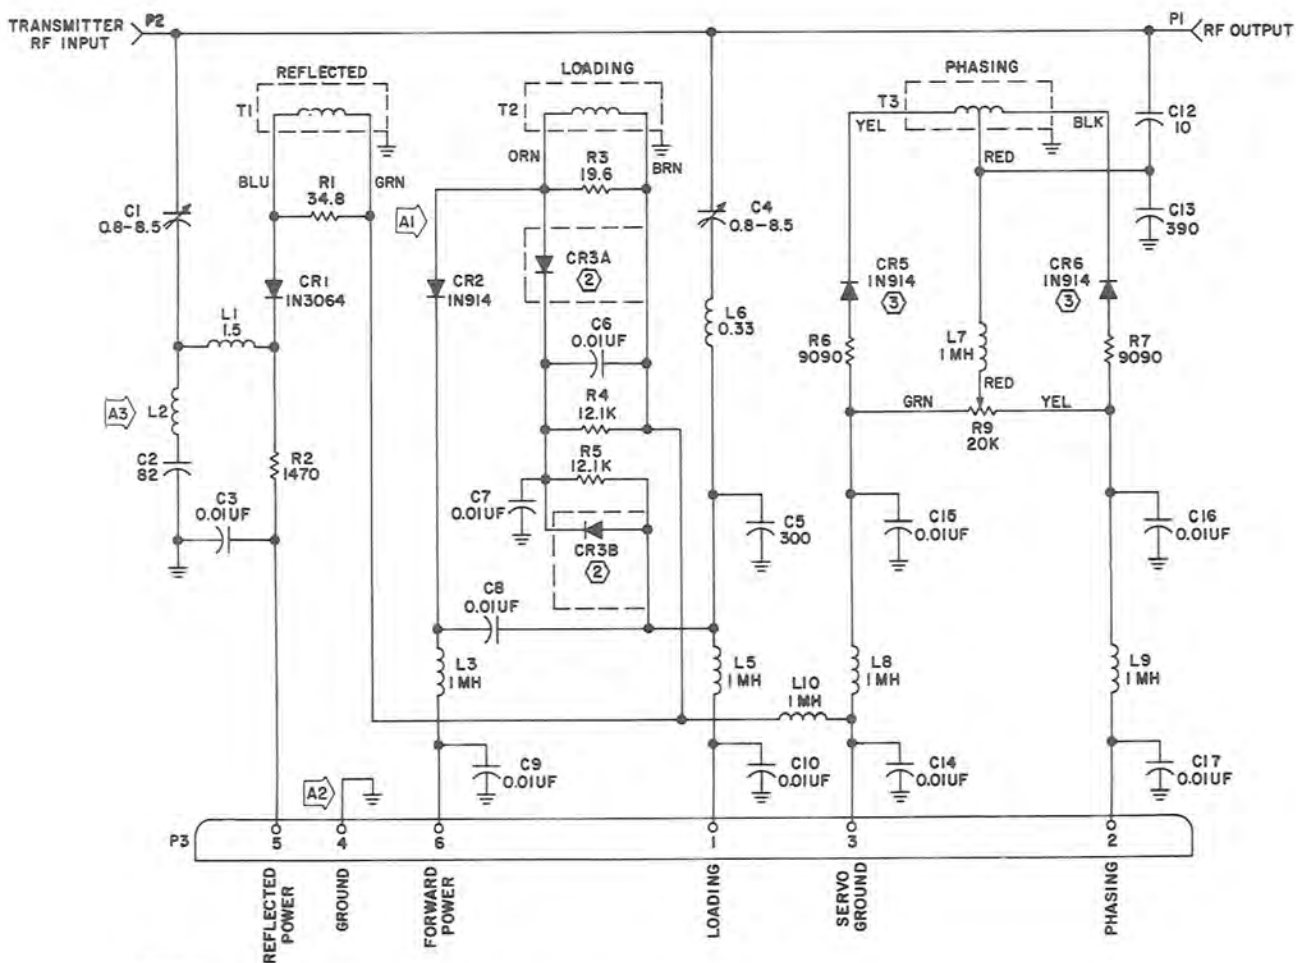 TRANSMITTER
RF INPUT
P2
P1
RF OUTPUT
REFLECTED
LOADING
PHASING
T1
T2
T3
YEL
BLK
C12
10
BLU
R1
34.8
GRN
ORN
R3
19.6
BRN
RED
C1
0.8-8.5
A1
C4
0.8-8.5
C13
390
CR1
1N3064
CR2
1N914
CR3A
2
CR5
1N914
3
CR6
1N914
3
L1
1.5
C6
0.01UF
L6
0.33
R6
9090
L7
1MH
R7
9090
A3
L2
R4
12.1K
GRN
RED
YEL
R9
20K
C2
82
R2
1470
R5
12.1K
C3
0.01UF
C7
0.01UF
CR3B
2
C5
300
C15
0.01UF
C16
0.01UF
C8
0.01UF
L3
1MH
L5
1MH
L10
1MH
L8
1MH
L9
1MH
A2
C9
0.01UF
C10
0.01UF
C14
0.01UF
C17
0.01UF
P3
5
4
6
1
3
2
REFLECTED
POWER
GROUND
FORWARD
POWER
LOADING
SERVO
GROUND
PHASING